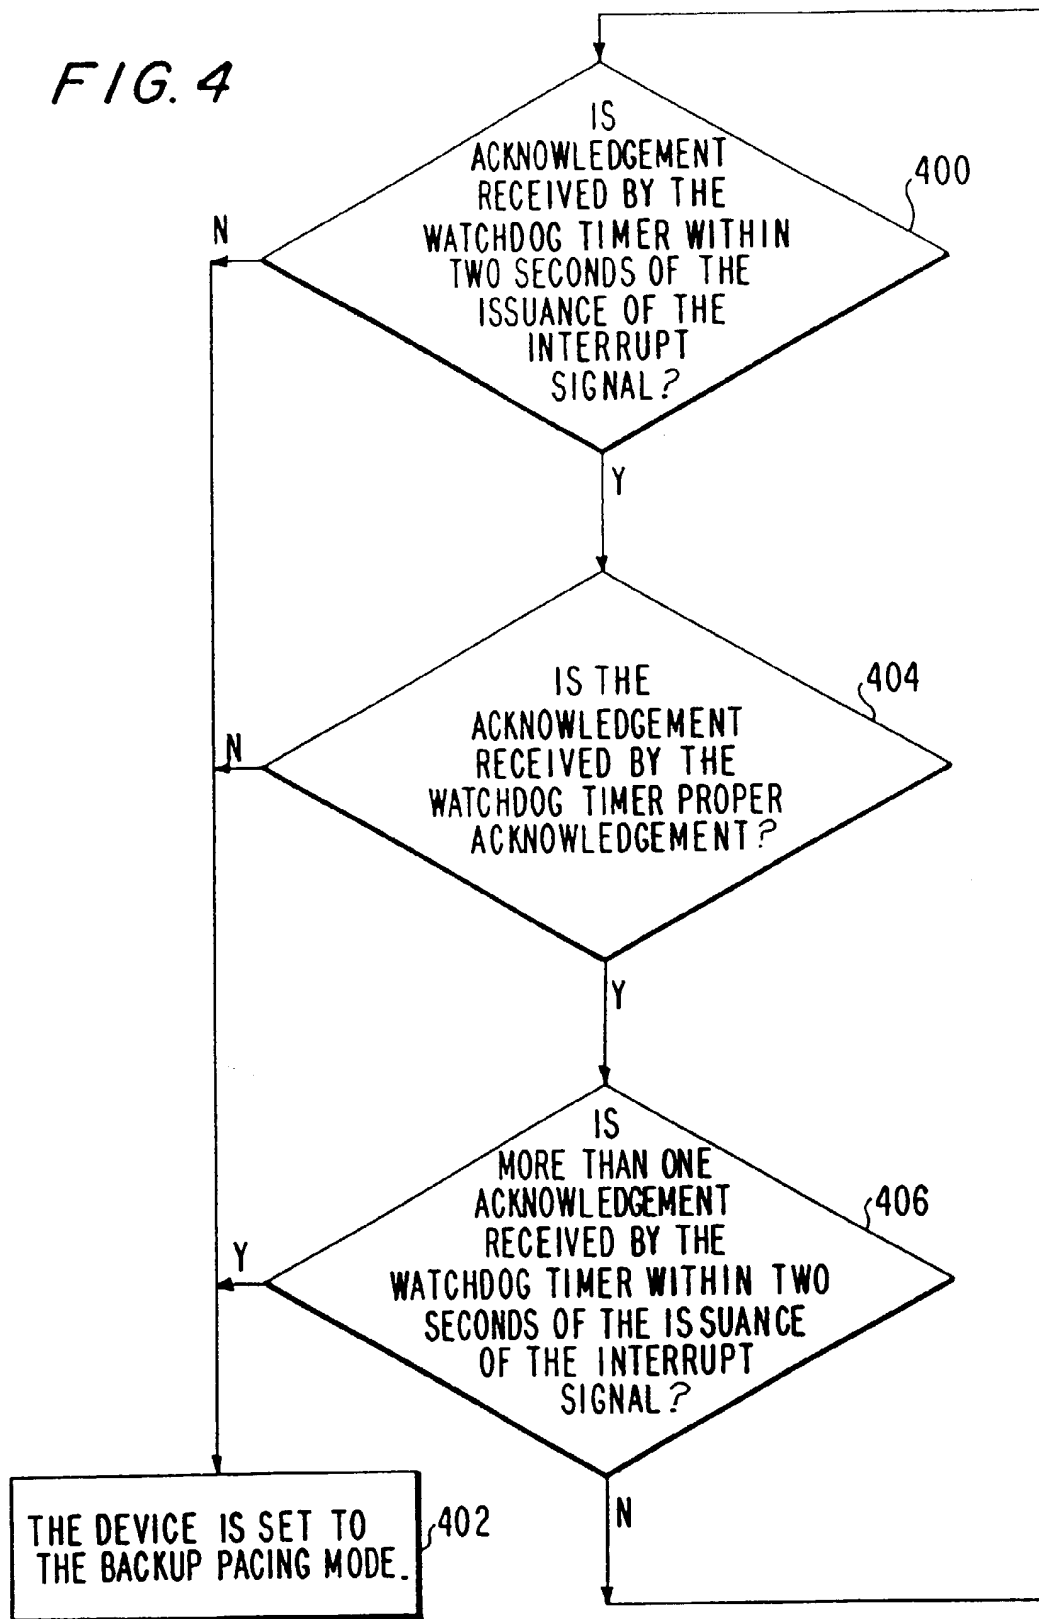 FIG. 4
IS
ACKNOWLEDGEMENT
RECEIVED BY THE
WATCHDOG TIMER WITHIN
TWO SECONDS OF THE
ISSUANCE OF THE
INTERRUPT
SIGNAL?
400
N
Y
IS THE
ACKNOWLEDGEMENT
RECEIVED BY THE
WATCHDOG TIMER PROPER
ACKNOWLEDGEMENT?
404
N
Y
IS
MORE THAN ONE
ACKNOWLEDGEMENT
RECEIVED BY THE
WATCHDOG TIMER WITHIN TWO
SECONDS OF THE ISSUANCE
OF THE INTERRUPT
SIGNAL?
406
Y
N
THE DEVICE IS SET TO
THE BACKUP PACING MODE.
402